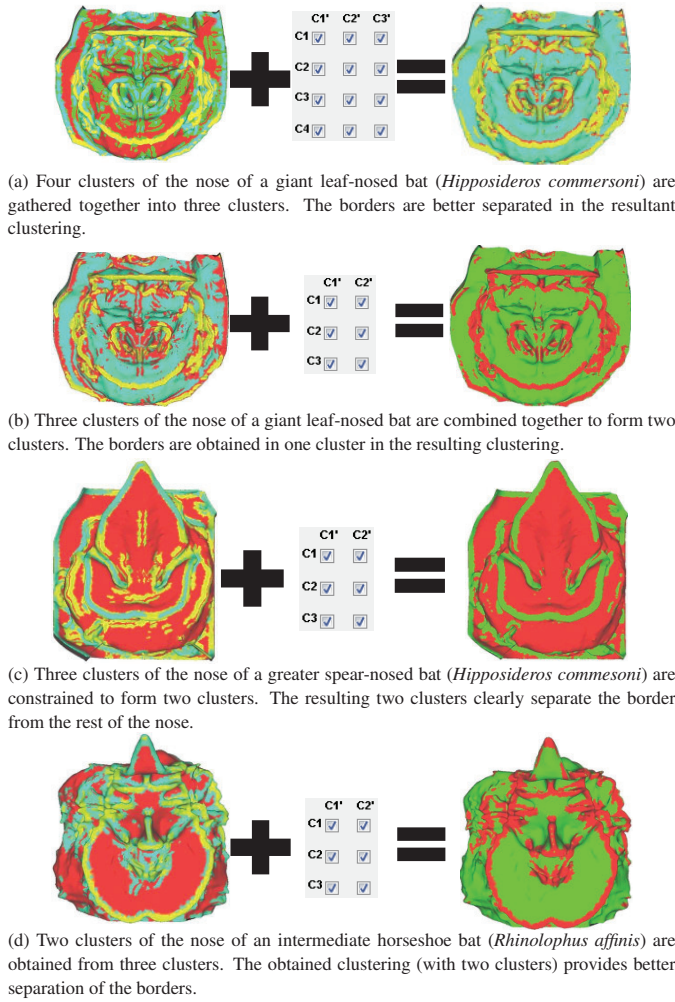 C1' C2' C3'
C1
C2
C3
C4
(a) Four clusters of the nose of a giant leaf-nosed bat (Hipposideros commersoni) are
gathered together into three clusters. The borders are better separated in the resultant
clustering.
C1' C2'
C1
C2
C3
(b) Three clusters of the nose of a giant leaf-nosed bat are combined together to form two
clusters. The borders are obtained in one cluster in the resulting clustering.
C1' C2'
C1
C2
C3
(c) Three clusters of the nose of a greater spear-nosed bat (Hipposideros commesoni) are
constrained to form two clusters. The resulting two clusters clearly separate the border
from the rest of the nose.
C1' C2'
C1
C2
C3
(d) Two clusters of the nose of an intermediate horseshoe bat (Rhinolophus affinis) are
obtained from three clusters. The obtained clustering (with two clusters) provides better
separation of the borders.